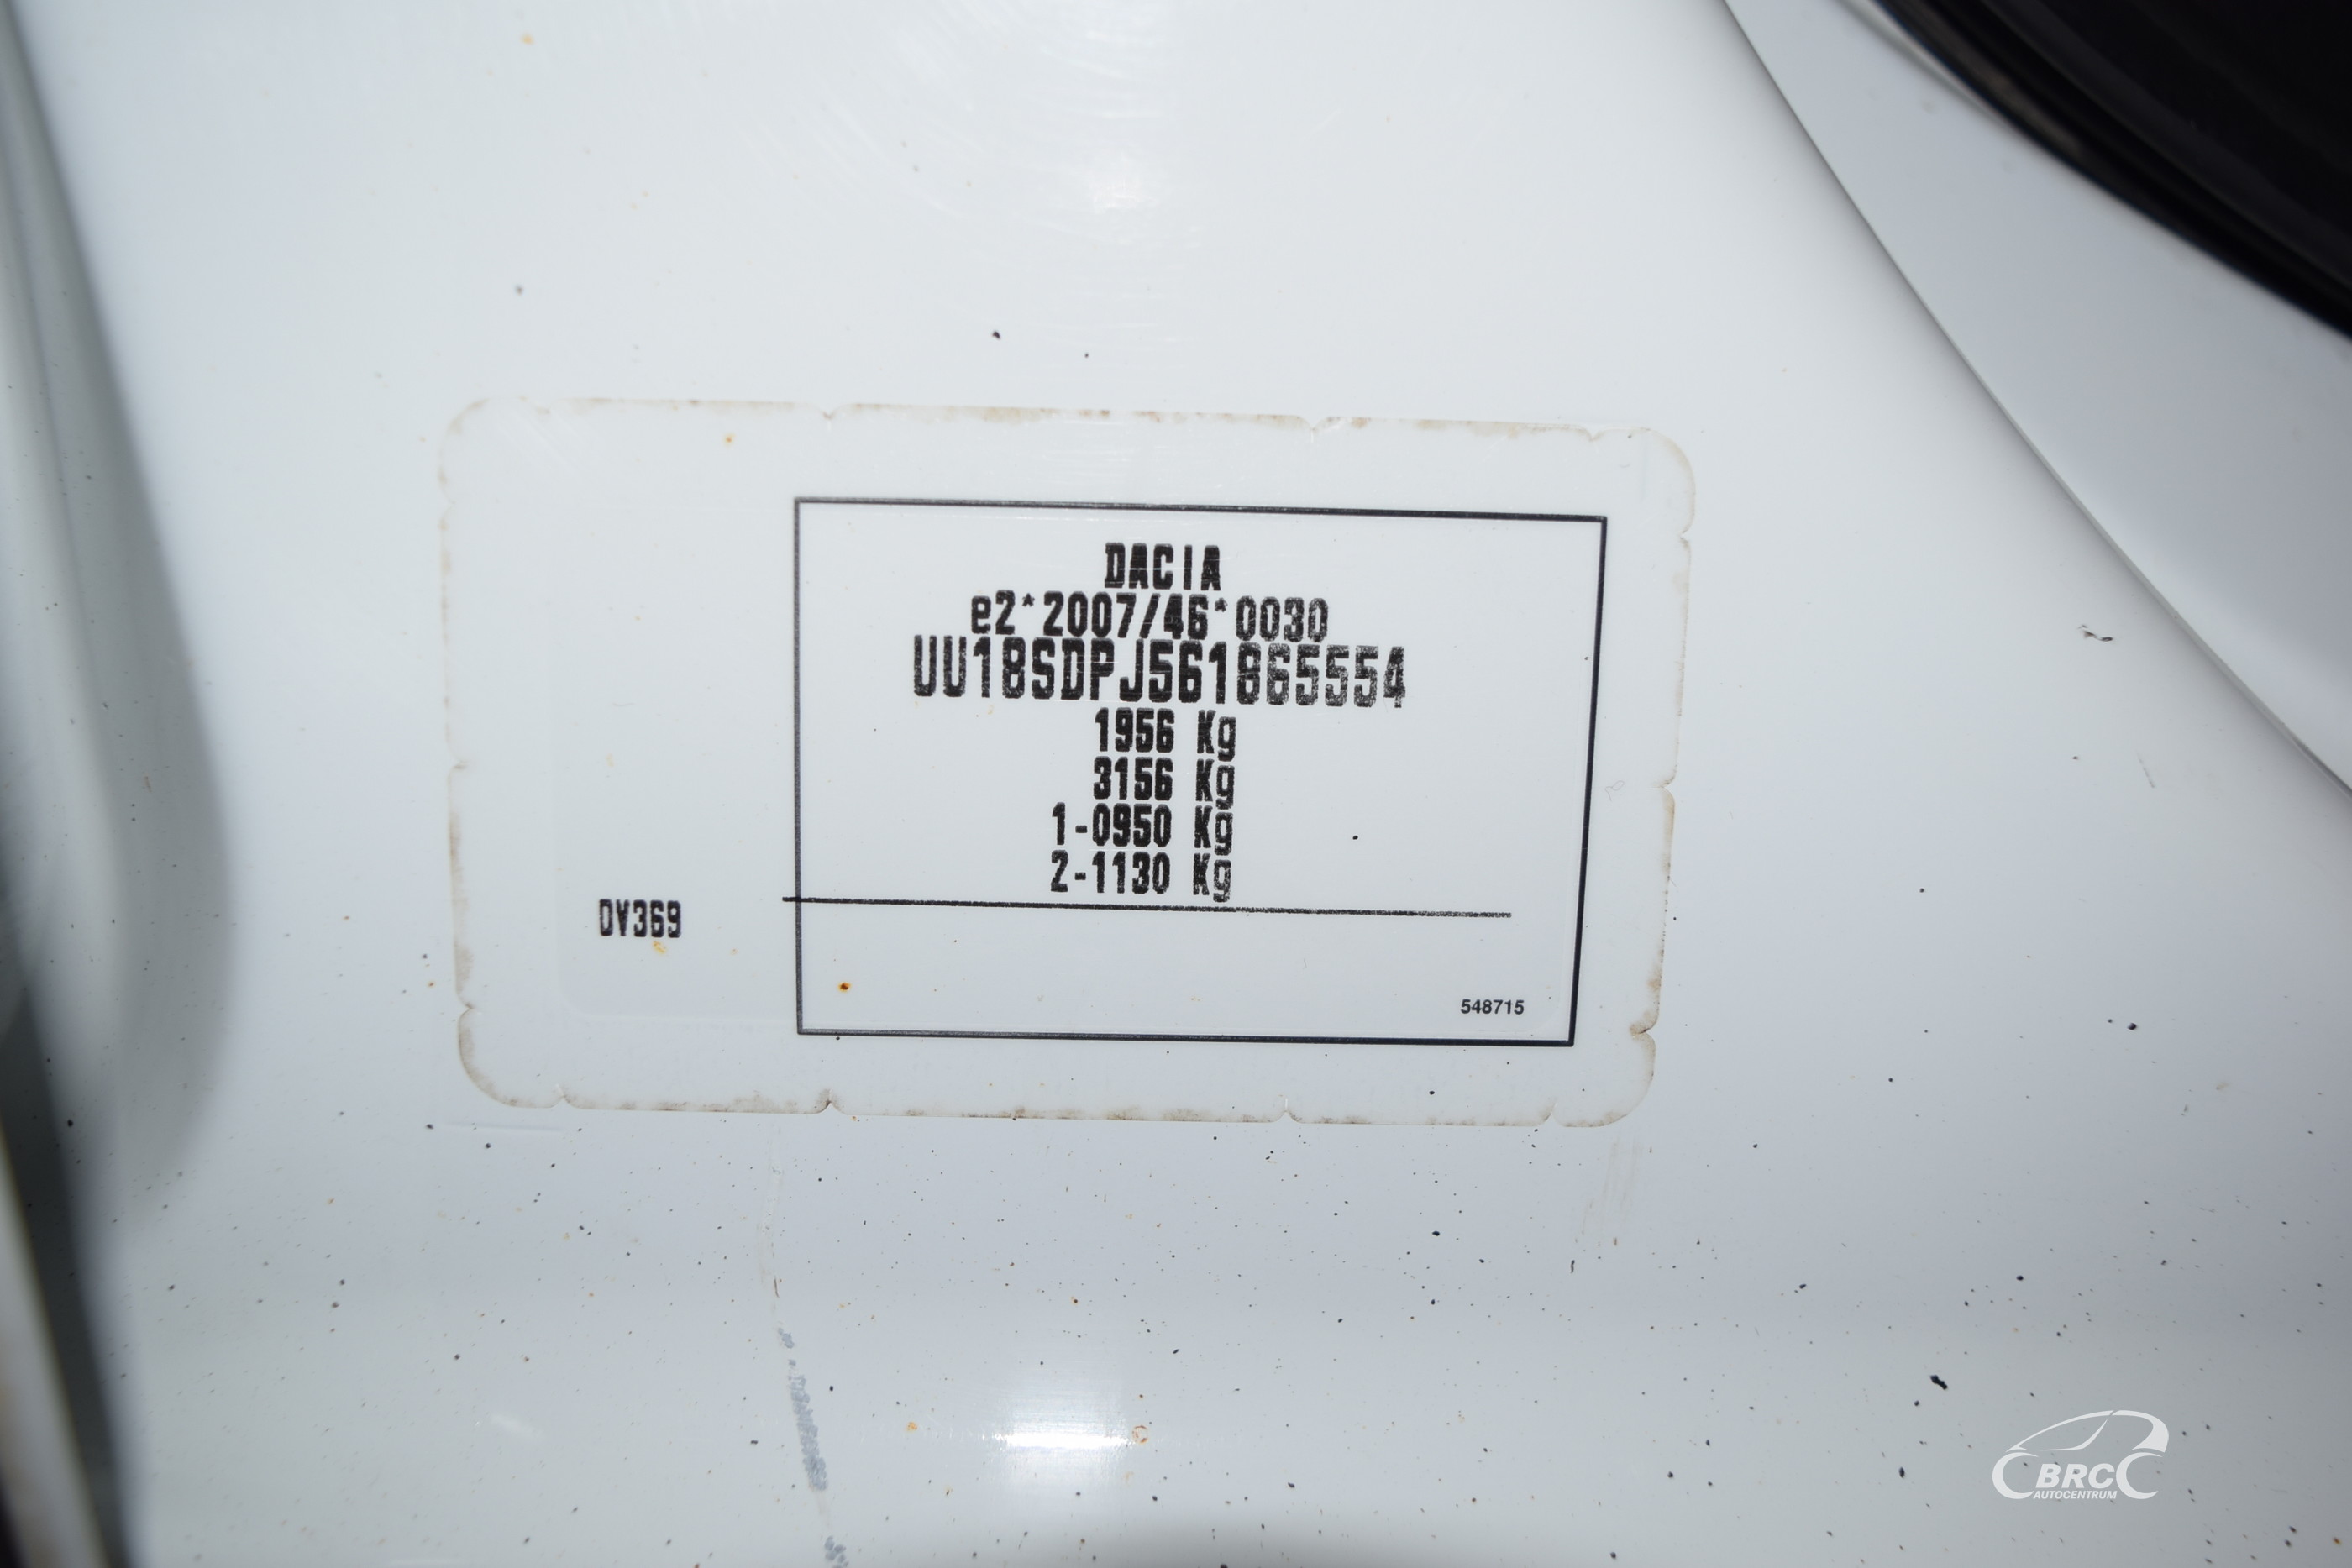 DACIA
e2*2007/46*0030
UU18SDPJ561865554
1956 Kg
3156 Kg
1-0950 Kg
2-1130 Kg
DV369
548715
BRC
AUTOCENTRUM